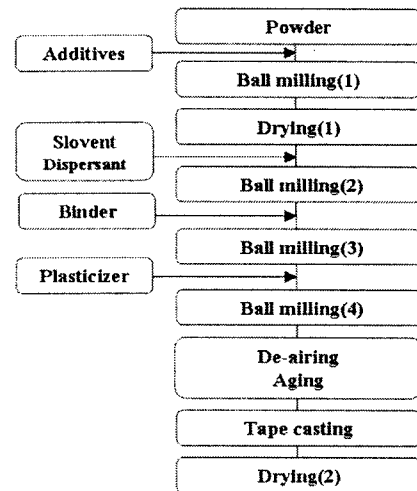 Powder
Additives
Ball milling(1)
Drying(1)
Slovent
Dispersant
Ball milling(2)
Binder
Ball milling(3)
Plasticizer
Ball milling(4)
De-airing
Aging
Tape casting
Drying(2)